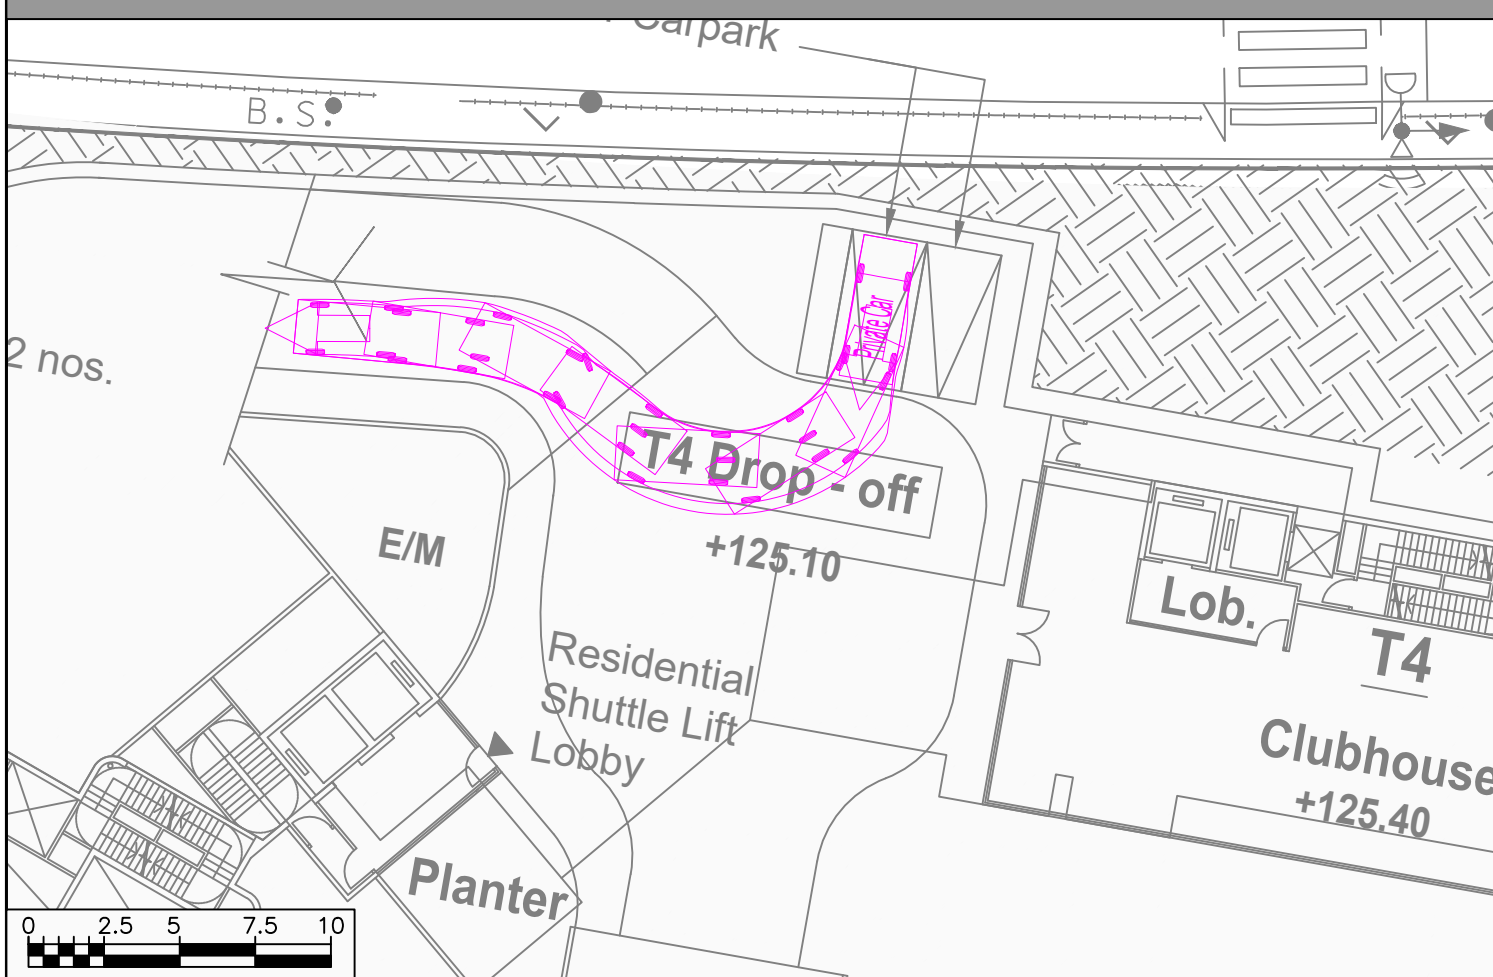 Carpark
B.S.
2 nos.
Private Car
T4 Drop - off
+125.10
E/M
Lob.
T4
Residential
Shuttle Lift
Lobby
Clubhouse
+125.40
Planter
0 2.5 5 7.5 10